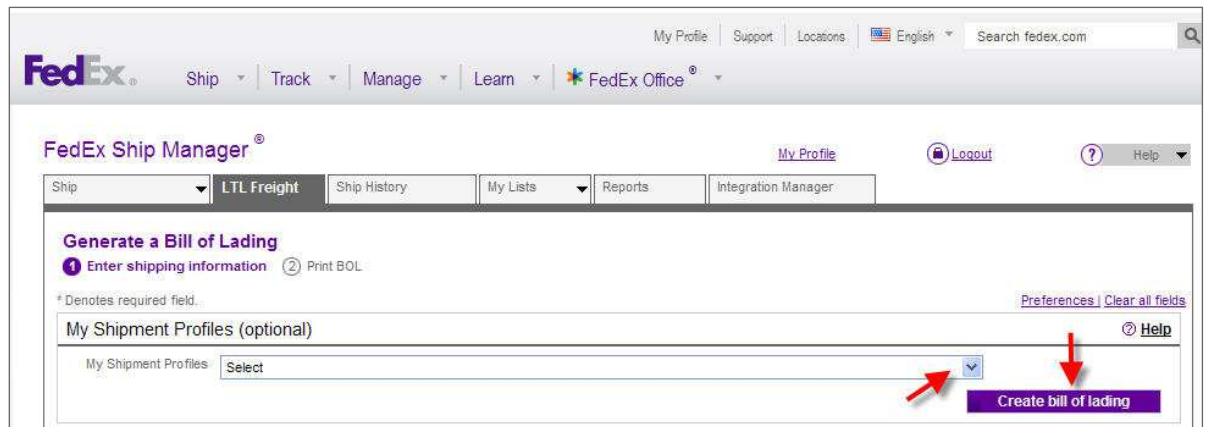 My Profile Support Locations English Search fedex.com
FedEx® Ship Track Manage Learn FedEx Office®
FedEx Ship Manager®
My Profile Logout ? Help
Ship LTL Freight Ship History My Lists Reports Integration Manager
Generate a Bill of Lading
1 Enter shipping information 2 Print BOL
* Denotes required field. Preferences | Clear all fields
My Shipment Profiles (optional) ? Help
My Shipment Profiles Select
Create bill of lading